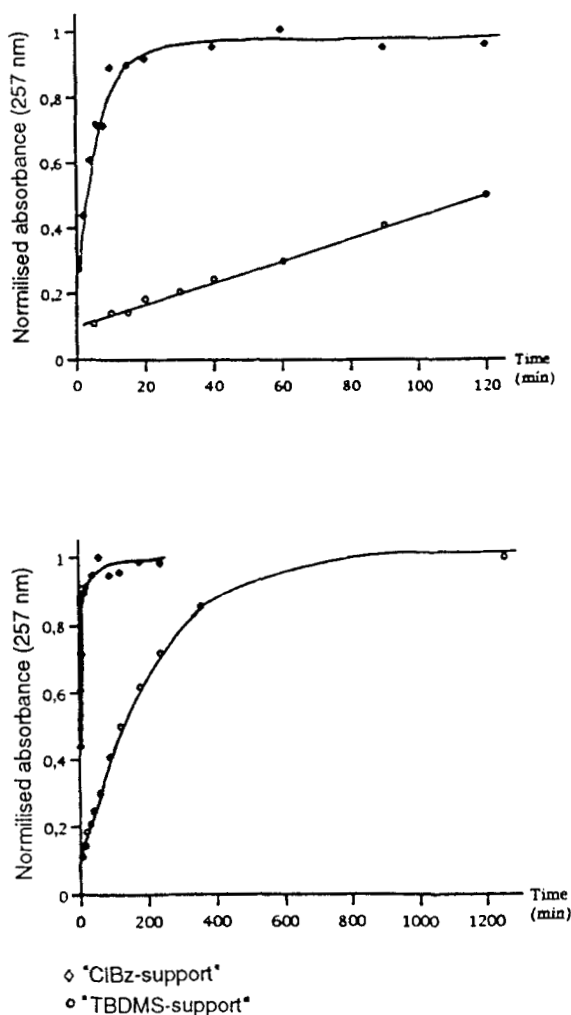 Normilised absorbance (257 nm)
1
0,8
0,6
0,4
0,2
0
0 20 40 60 80 100 120
Time
(min)
Normilised absorbance (257 nm)
1
0,8
0,6
0,4
0,2
0
0 200 400 600 800 1000 1200
Time
(min)
"ClBz-support"
"TBDMS-support"